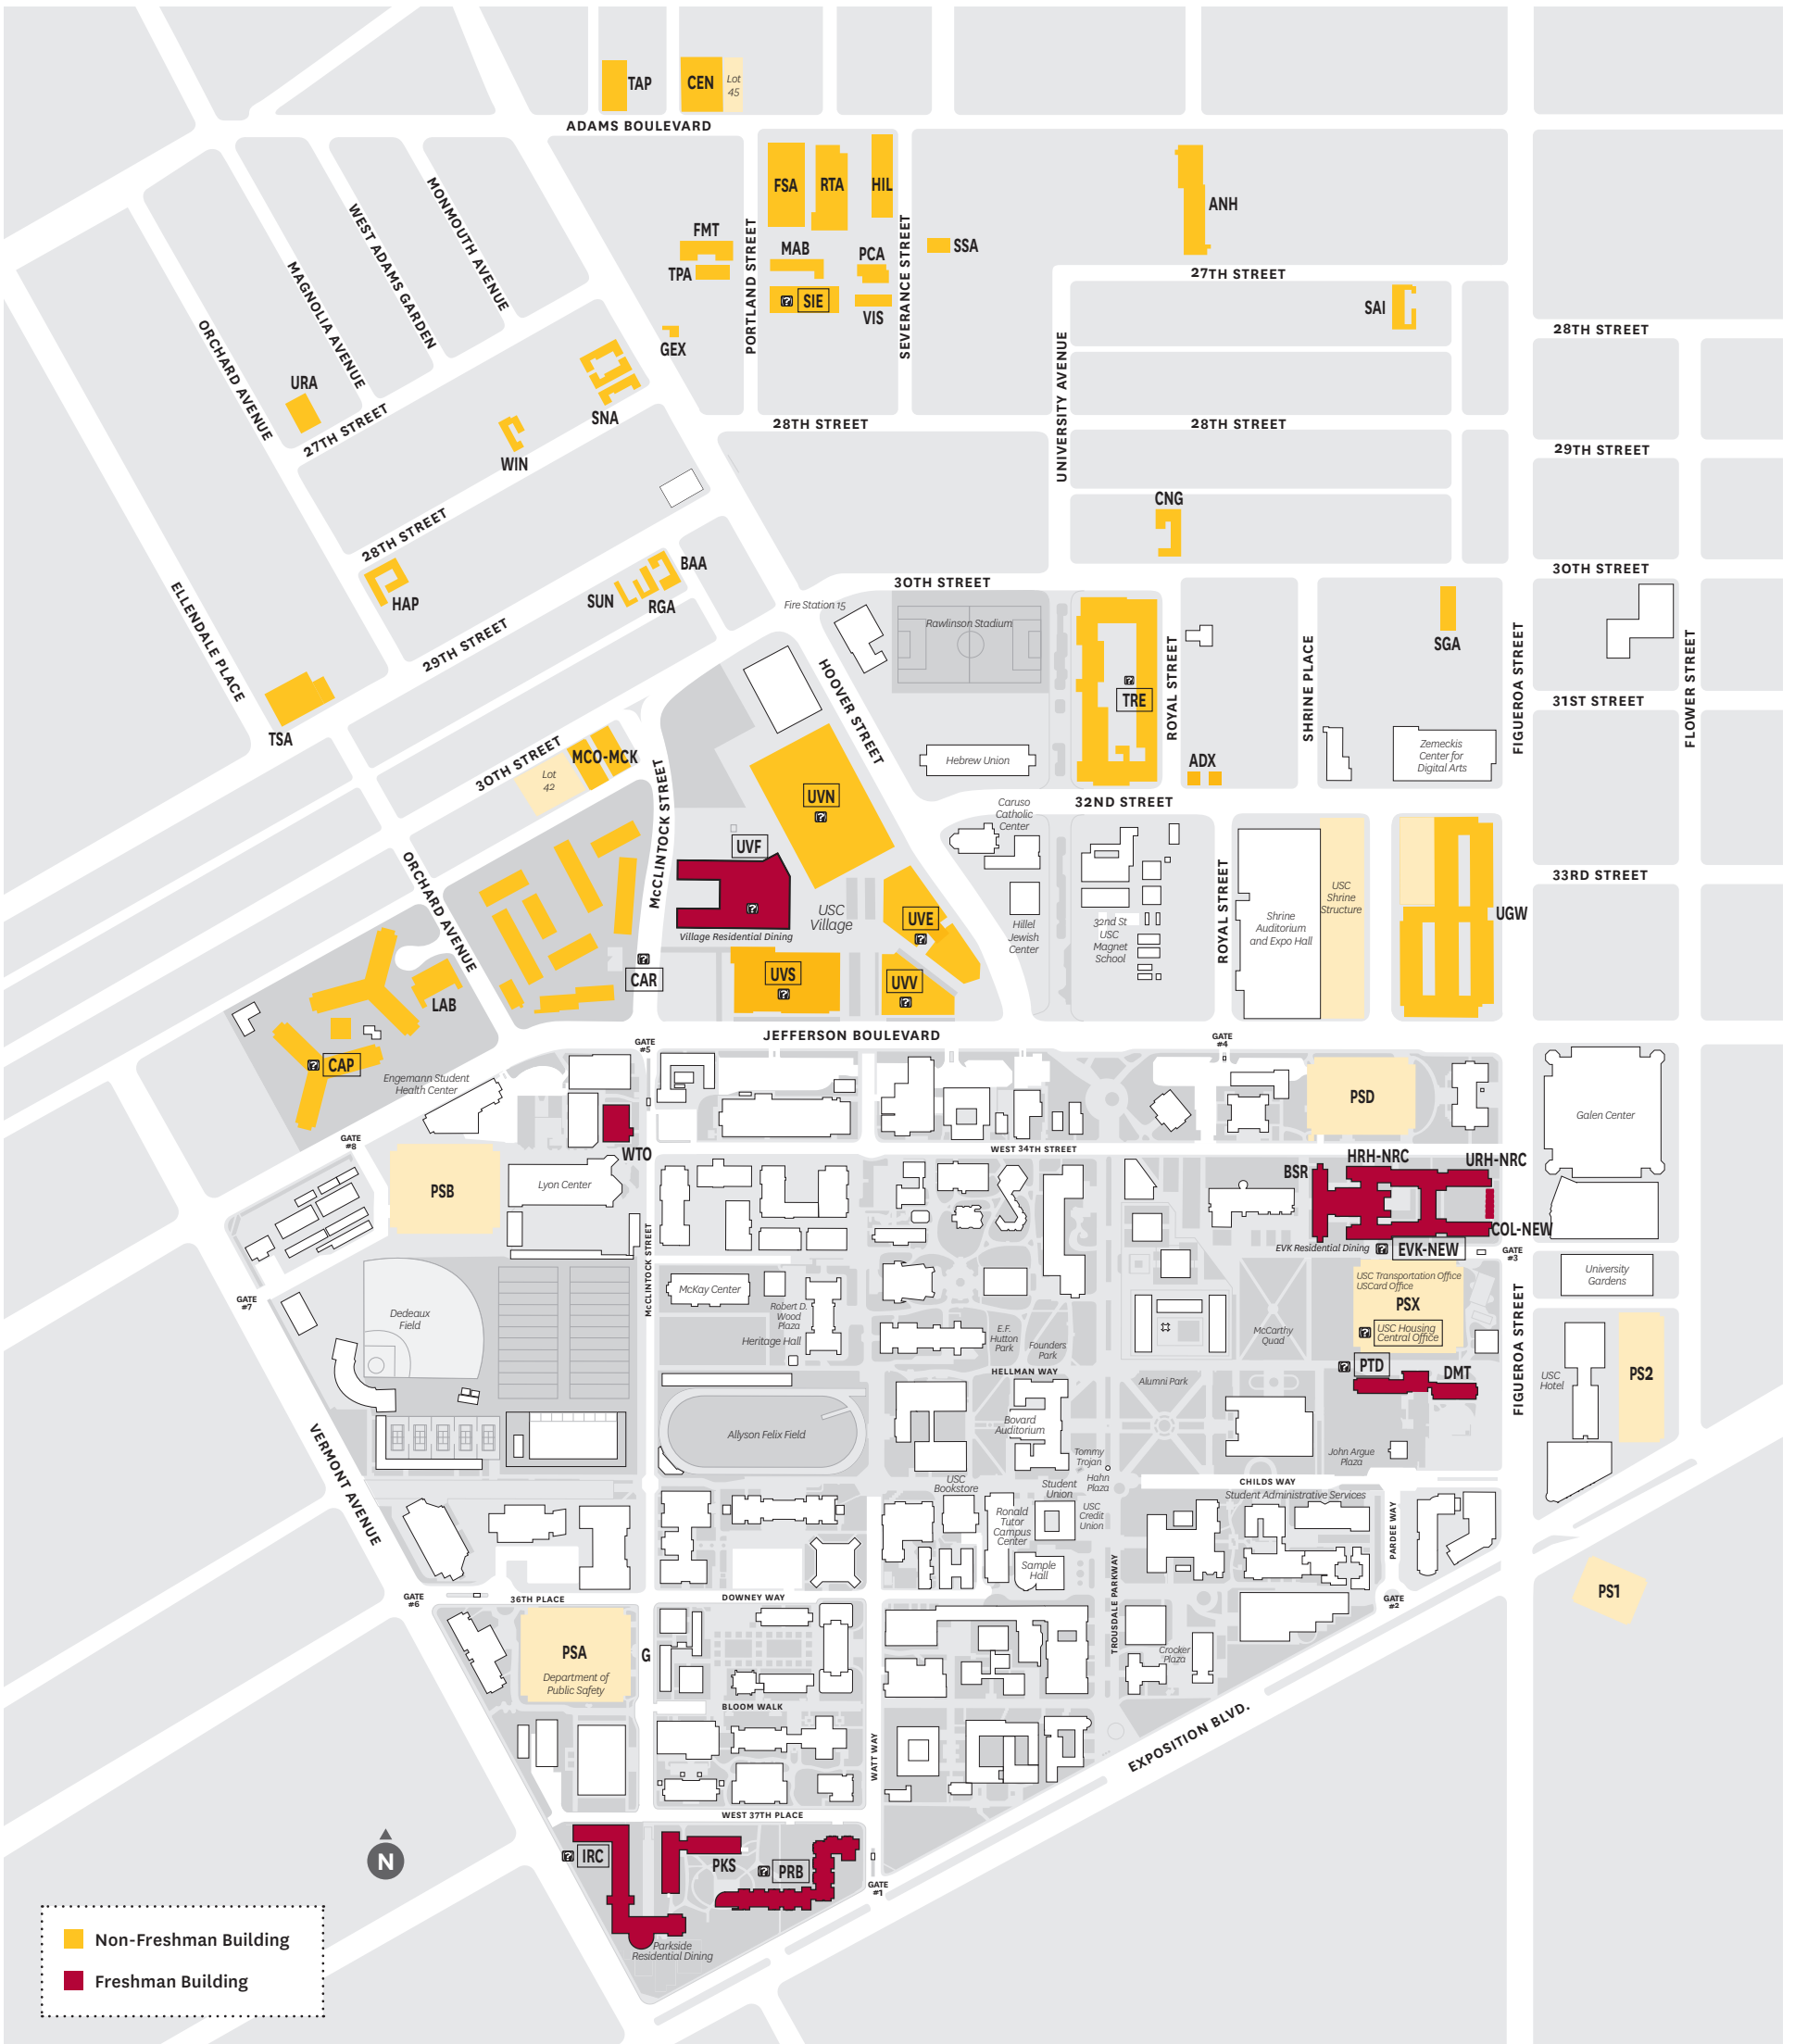 TAP
CEN
Lot
45
ADAMS BOULEVARD
MONMOUTH AVENUE
WEST ADAMS GARDEN
MAGNOLIA AVENUE
ORCHARD AVENUE
FSA
RTA
HIL
ANH
FMT
TPA
PORTLAND STREET
MAB
PCA
SEVERANCE STREET
SSA
27TH STREET
SIE
VIS
SAI
28TH STREET
GEX
URA
27TH STREET
SNA
WIN
28TH STREET
UNIVERSITY AVENUE
28TH STREET
29TH STREET
CNG
28TH STREET
HAP
BAA
SUN
RGA
30TH STREET
30TH STREET
ELLENDALE PLACE
29TH STREET
Fire Station 15
Rawlinson Stadium
HOOVER STREET
TRE
ROYAL STREET
SHRINE PLACE
SGA
FIGUEROA STREET
FLOWER STREET
31ST STREET
TSA
30TH STREET
MCO-MCK
Lot
42
McCLINTOCK STREET
Hebrew Union
ADX
Zemeckis
Center for
Digital Arts
UVN
32ND STREET
Caruso
Catholic
Center
UVF
ORCHARD AVENUE
Village Residential Dining
USC
Village
UVE
Hillel
Jewish
Center
32nd St
USC
Magnet
School
ROYAL STREET
Shrine
Auditorium
and Expo Hall
USC
Shrine
Structure
UGW
33RD STREET
UVS
UVV
CAR
LAB
CAP
JEFFERSON BOULEVARD
GATE
#5
GATE
#4
Engemann Student
Health Center
PSD
Galen Center
GATE
#8
WTO
WEST 34TH STREET
PSB
Lyon Center
BSR
HRH-NRC
URH-NRC
COL-NEW
EVK Residential Dining
EVK-NEW
GATE
#3
McCLINTOCK STREET
GATE
#7
Dedeaux
Field
McKay Center
Robert D.
Wood
Plaza
Heritage Hall
E.F.
Hutton
Park
Founders
Park
McCarthy
Quad
USC Transportation Office
USCard Office
PSX
USC Housing
Central Office
University
Gardens
FIGUEROA STREET
HELLMAN WAY
PTD
DMT
USC
Hotel
PS2
Alumni Park
Allyson Felix Field
Bovard
Auditorium
Tommy
Trojan
John Argue
Plaza
VERMONT AVENUE
Hahn
Plaza
CHILDS WAY
USC
Bookstore
Student
Union
Student Administrative Services
Ronald
Tutor
Campus
Center
USC
Credit
Union
PARDEE WAY
Sample
Hall
TROUSDALE PARKWAY
GATE
#6
36TH PLACE
DOWNEY WAY
GATE
#2
PS1
PSA
Department of
Public Safety
G
Crocker
Plaza
BLOOM WALK
EXPOSITION BLVD.
WATT WAY
WEST 37TH PLACE
IRC
PKS
PRB
GATE
#1
Parkside
Residential Dining
N
Non-Freshman Building
Freshman Building